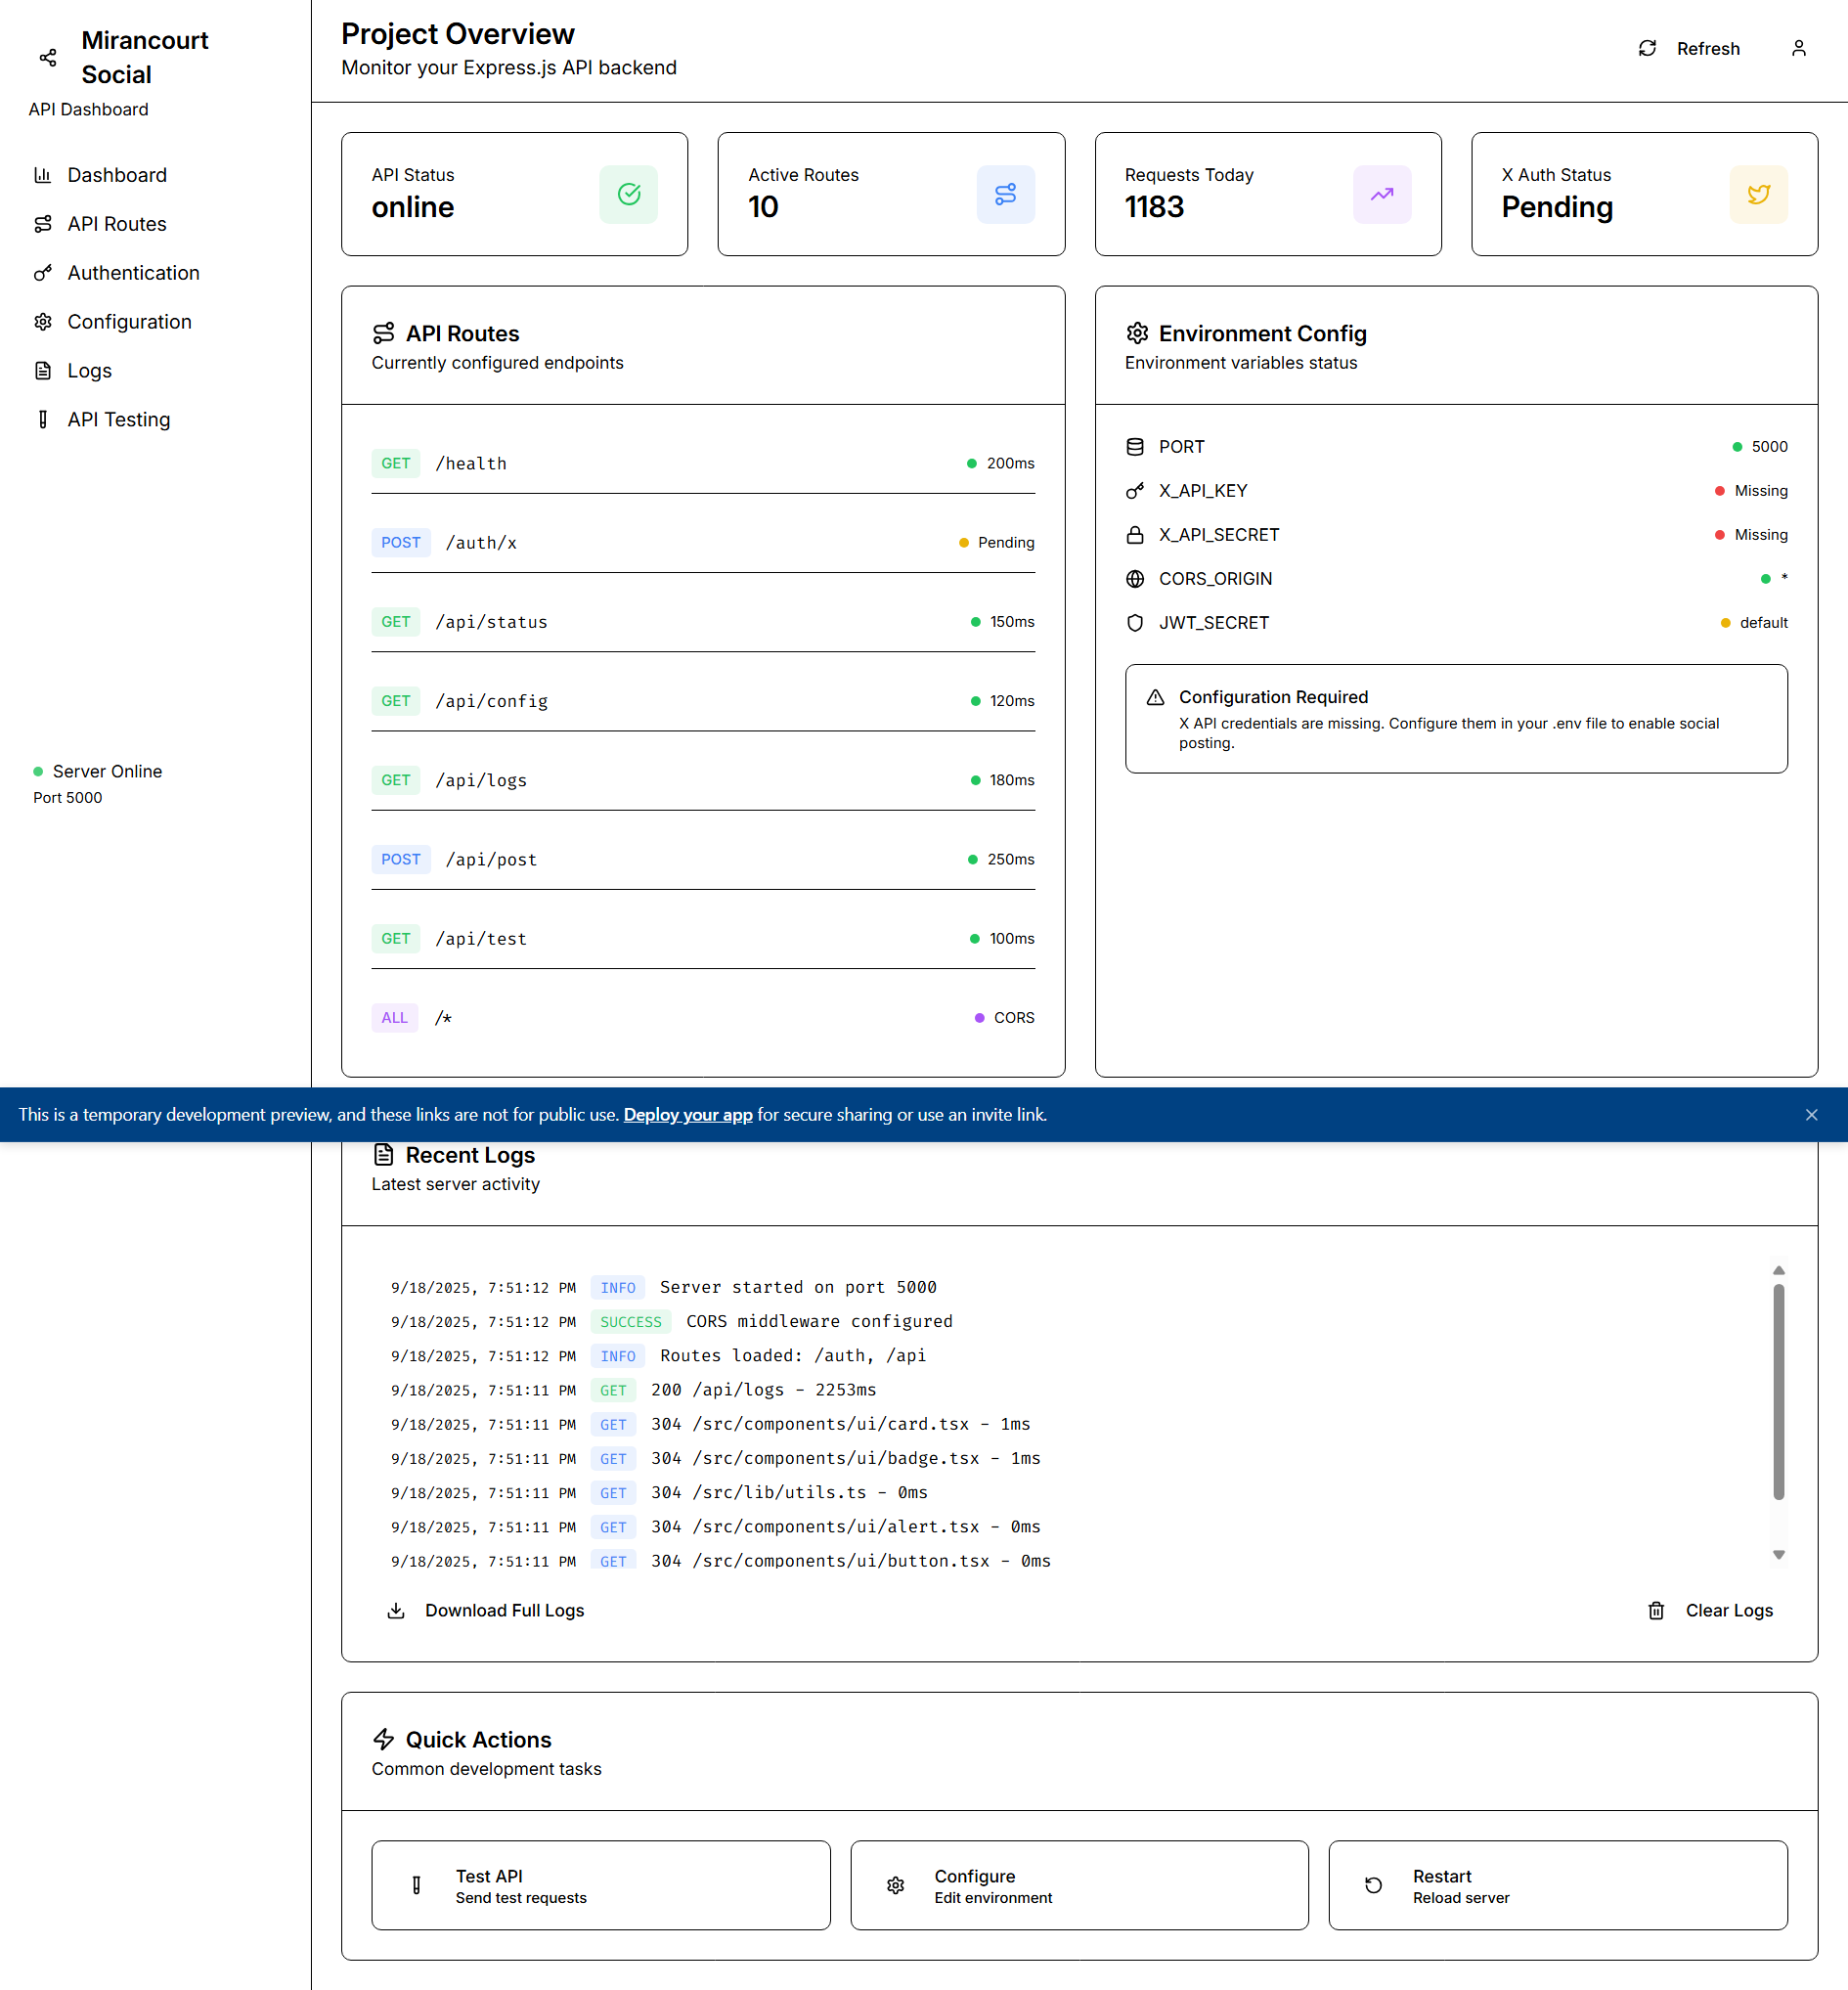 Mirancourt
Social
API Dashboard
Dashboard
API Routes
Authentication
Configuration
Logs
API Testing
Server Online
Port 5000
Project Overview
Monitor your Express.js API backend
Refresh
API Status
online
Active Routes
10
Requests Today
1183
X Auth Status
Pending
API Routes
Currently configured endpoints
GET /health 200ms
POST /auth/x Pending
GET /api/status 150ms
GET /api/config 120ms
GET /api/logs 180ms
POST /api/post 250ms
GET /api/test 100ms
ALL /* CORS
Environment Config
Environment variables status
PORT 5000
X_API_KEY Missing
X_API_SECRET Missing
CORS_ORIGIN *
JWT_SECRET default
Configuration Required
X API credentials are missing. Configure them in your .env file to enable social
posting.
This is a temporary development preview, and these links are not for public use. Deploy your app for secure sharing or use an invite link.
Recent Logs
Latest server activity
9/18/2025, 7:51:12 PM INFO Server started on port 5000
9/18/2025, 7:51:12 PM SUCCESS CORS middleware configured
9/18/2025, 7:51:12 PM INFO Routes loaded: /auth, /api
9/18/2025, 7:51:11 PM GET 200 /api/logs - 2253ms
9/18/2025, 7:51:11 PM GET 304 /src/components/ui/card.tsx - 1ms
9/18/2025, 7:51:11 PM GET 304 /src/components/ui/badge.tsx - 1ms
9/18/2025, 7:51:11 PM GET 304 /src/lib/utils.ts - 0ms
9/18/2025, 7:51:11 PM GET 304 /src/components/ui/alert.tsx - 0ms
9/18/2025, 7:51:11 PM GET 304 /src/components/ui/button.tsx - 0ms
Download Full Logs
Clear Logs
Quick Actions
Common development tasks
Test API
Send test requests
Configure
Edit environment
Restart
Reload server